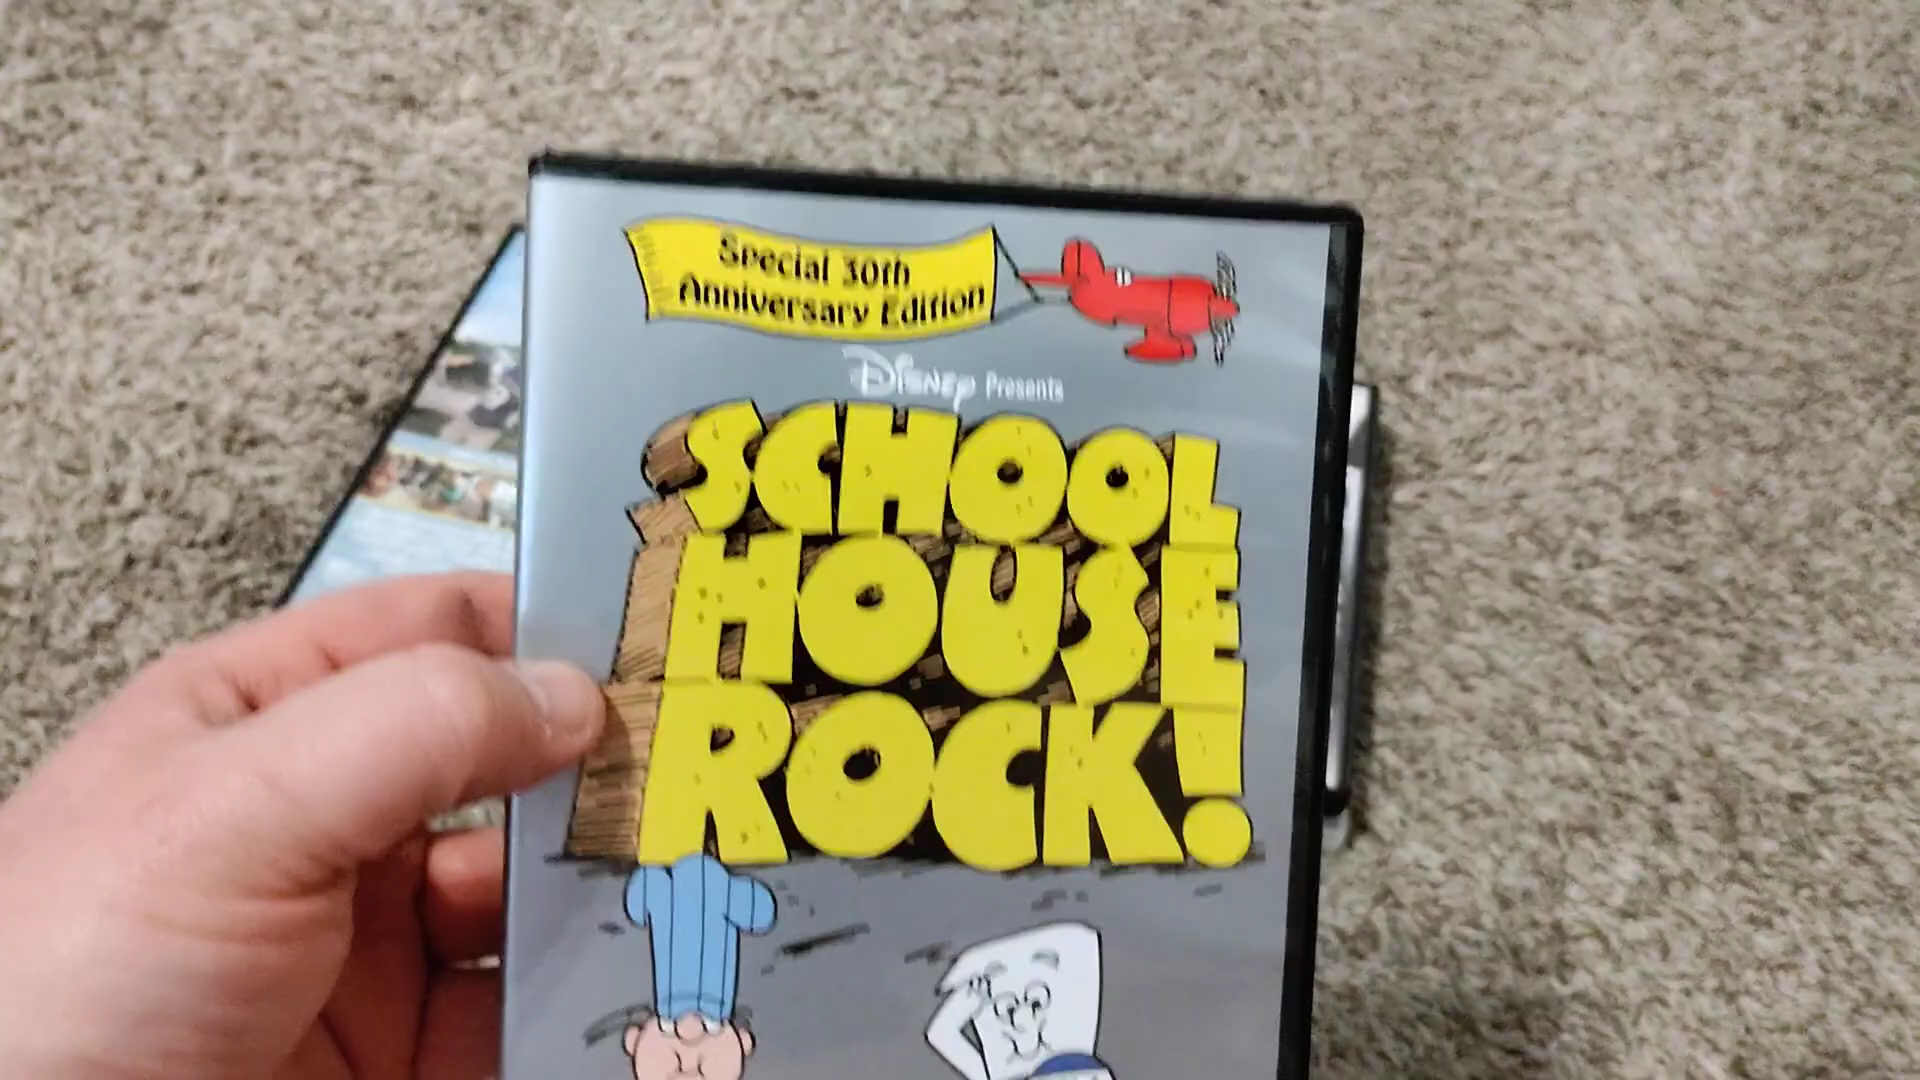 Special 30th
Anniversary Edition
Disney Presents
SCHOOL
HOUSE
ROCK!